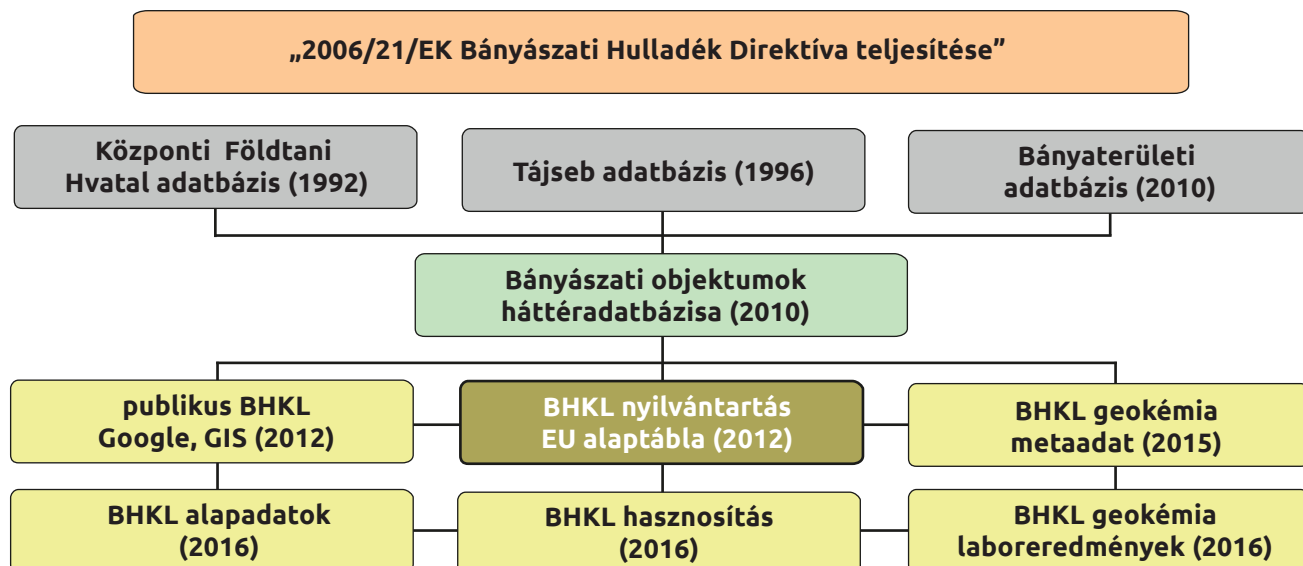 „2006/21/EK Bányászati Hulladék Direktíva teljesítése”
Központi Földtani
Hvatal adatbázis (1992)
Tájseb adatbázis (1996)
Bányaterületi
adatbázis (2010)
Bányászati objektumok
háttéradatbázisa (2010)
publikus BHKL
Google, GIS (2012)
BHKL nyilvántartás
EU alaptábla (2012)
BHKL geokémia
metaadat (2015)
BHKL alapadatok
(2016)
BHKL hasznosítás
(2016)
BHKL geokémia
laboreredmények (2016)